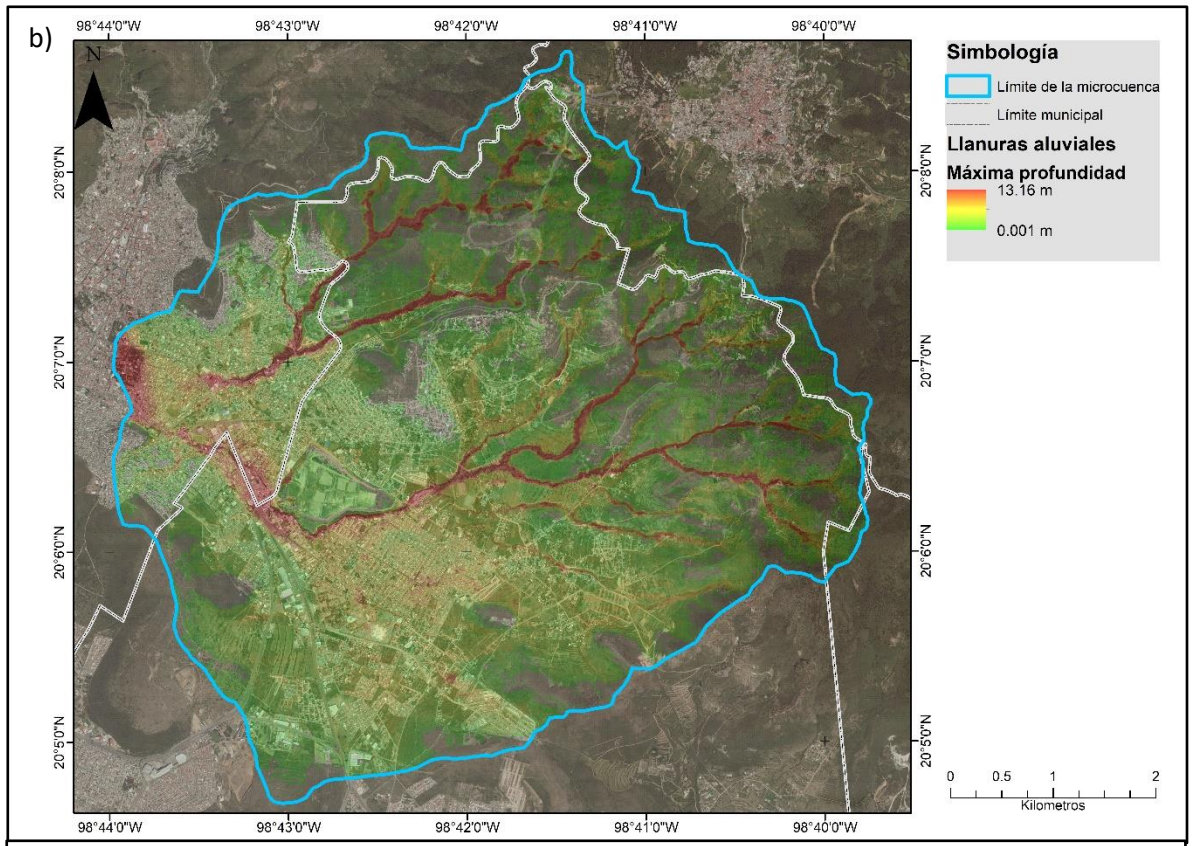 b)
98°44'0"W 98°43'0"W 98°42'0"W 98°41'0"W 98°40'0"W
N
20°8'0"N 20°8'0"N
20°7'0"N 20°7'0"N
20°6'0"N 20°6'0"N
20°5'0"N 20°5'0"N
98°44'0"W 98°43'0"W 98°42'0"W 98°41'0"W 98°40'0"W
Simbología
Límite de la microcuenca
Límite municipal
Llanuras aluviales
Máxima profundidad
13.16 m
0.001 m
0 0.5 1 2
Kilometros